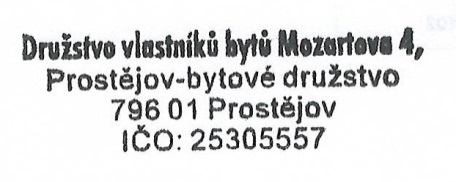 Družstvo vlastníků bytů Mozartova 4,
Prostějov-bytové družstvo
796 01 Prostějov
IČO: 25305557